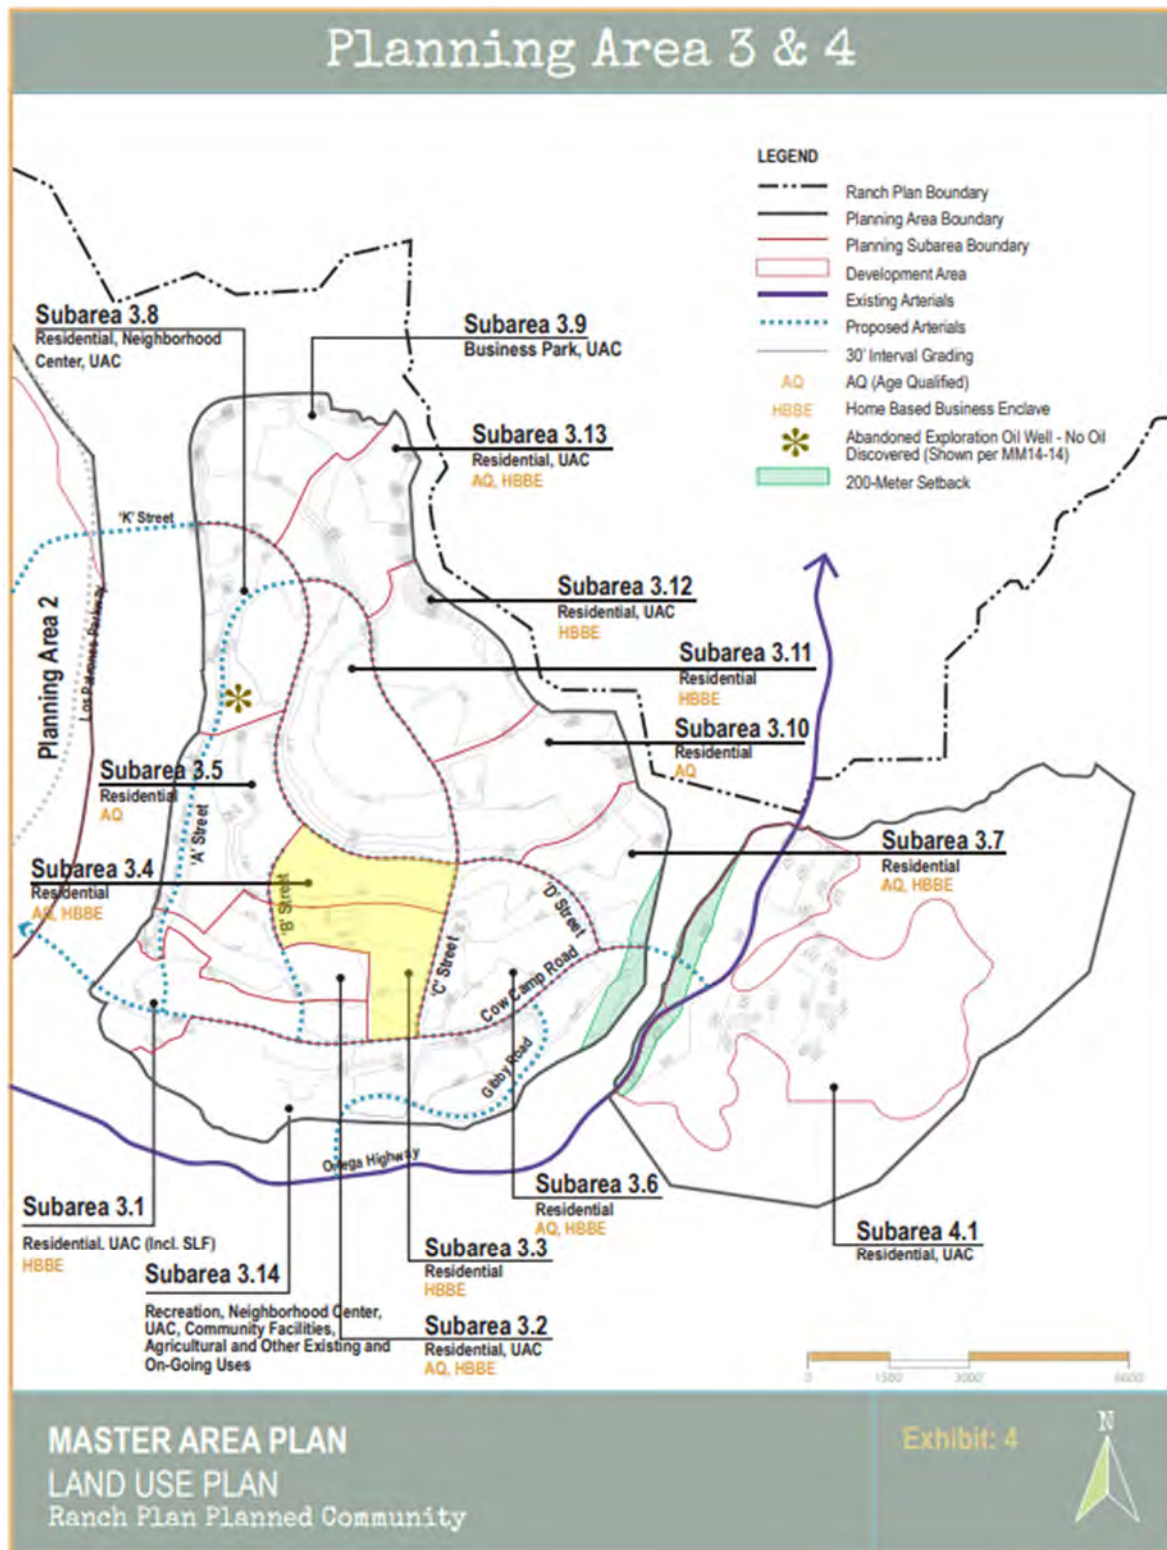 Planning Area 3 & 4
LEGEND
Ranch Plan Boundary
Planning Area Boundary
Planning Subarea Boundary
Development Area
Existing Arterials
Proposed Arterials
30' Interval Grading
AQ
AQ (Age Qualified)
HBBE
Home Based Business Enclave
Abandoned Exploration Oil Well - No Oil
Discovered (Shown per MM14-14)
200-Meter Setback
Subarea 3.8
Residential, Neighborhood
Center, UAC
Subarea 3.9
Business Park, UAC
Subarea 3.13
Residential, UAC
AQ, HBBE
'K' Street
Subarea 3.12
Residential, UAC
HBBE
Planning Area 2
Los Patrones Parkway
Subarea 3.11
Residential
HBBE
Subarea 3.10
Residential
AQ
Subarea 3.5
Residential
AQ
'A' Street
Subarea 3.7
Residential
AQ, HBBE
Subarea 3.4
Residential
AQ, HBBE
'B' Street
'D' Street
'C' Street
Cow Camp Road
Gibby Road
Ortega Highway
Subarea 3.1
Residential. UAC (Incl. SLF)
HBBE
Subarea 3.14
Recreation, Neighborhood Center,
UAC, Community Facilities,
Agricultural and Other Existing and
On-Going Uses
Subarea 3.6
Residential
AQ, HBBE
Subarea 3.3
Residential
HBBE
Subarea 3.2
Residential, UAC
AQ, HBBE
Subarea 4.1
Residential, UAC
0 1500 3000 6000
MASTER AREA PLAN
LAND USE PLAN
Ranch Plan Planned Community
Exhibit: 4
N